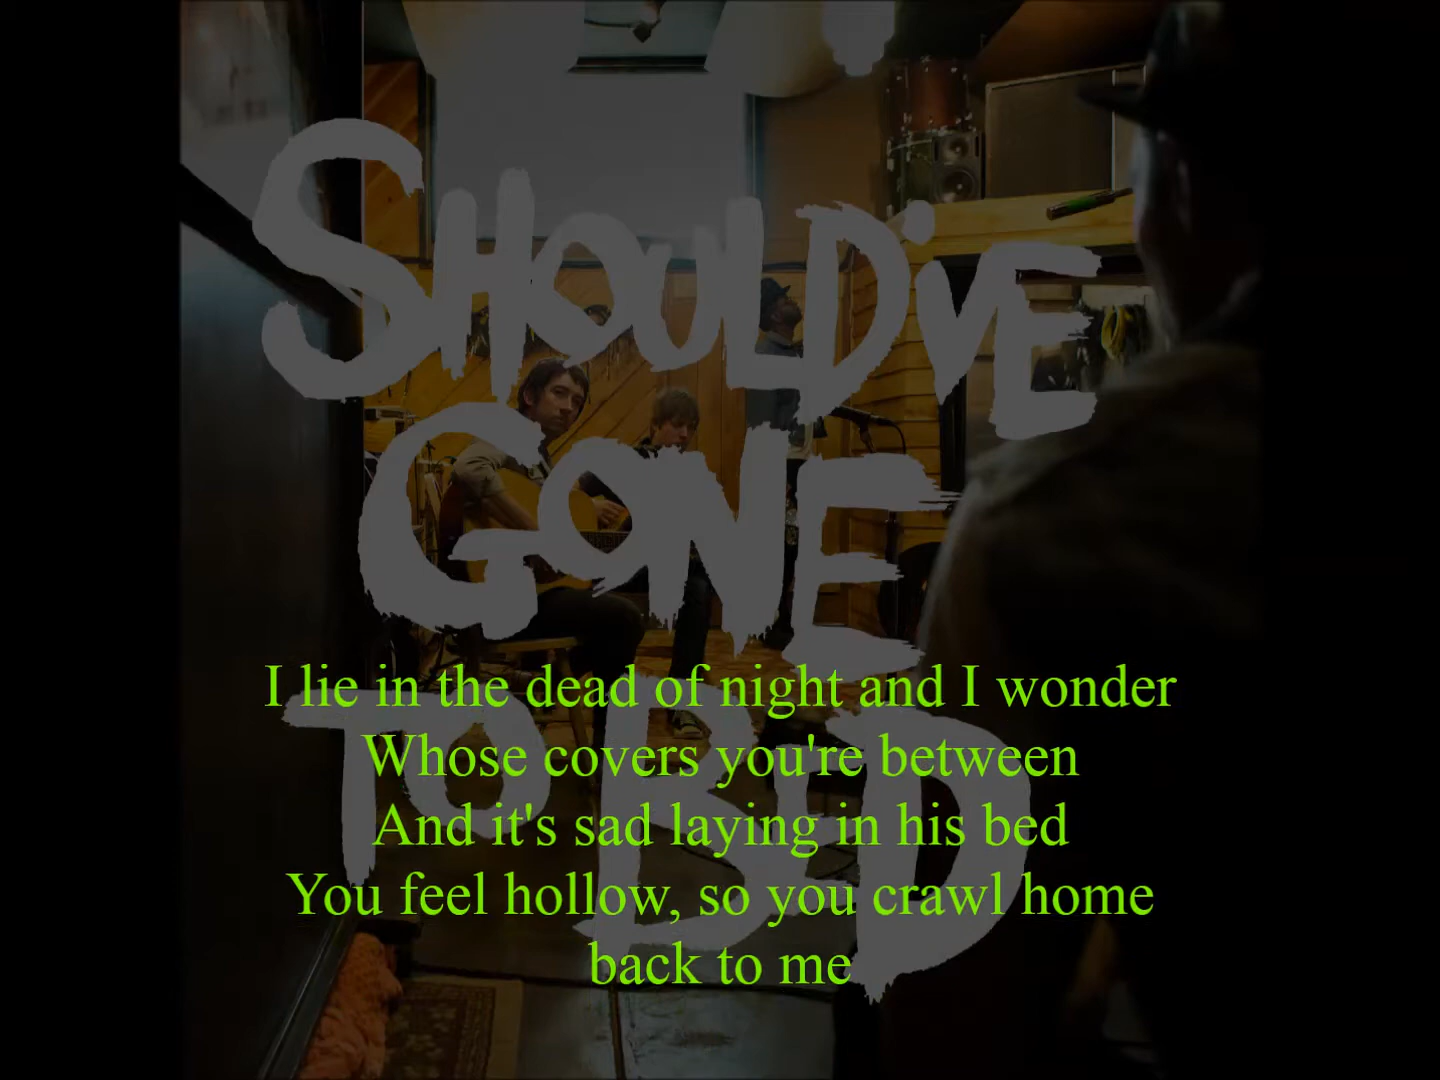 SHOULD'VE
GONE
TO BED
I lie in the dead of night and I wonder
Whose covers you're between
And it's sad laying in his bed
You feel hollow, so you crawl home
back to me